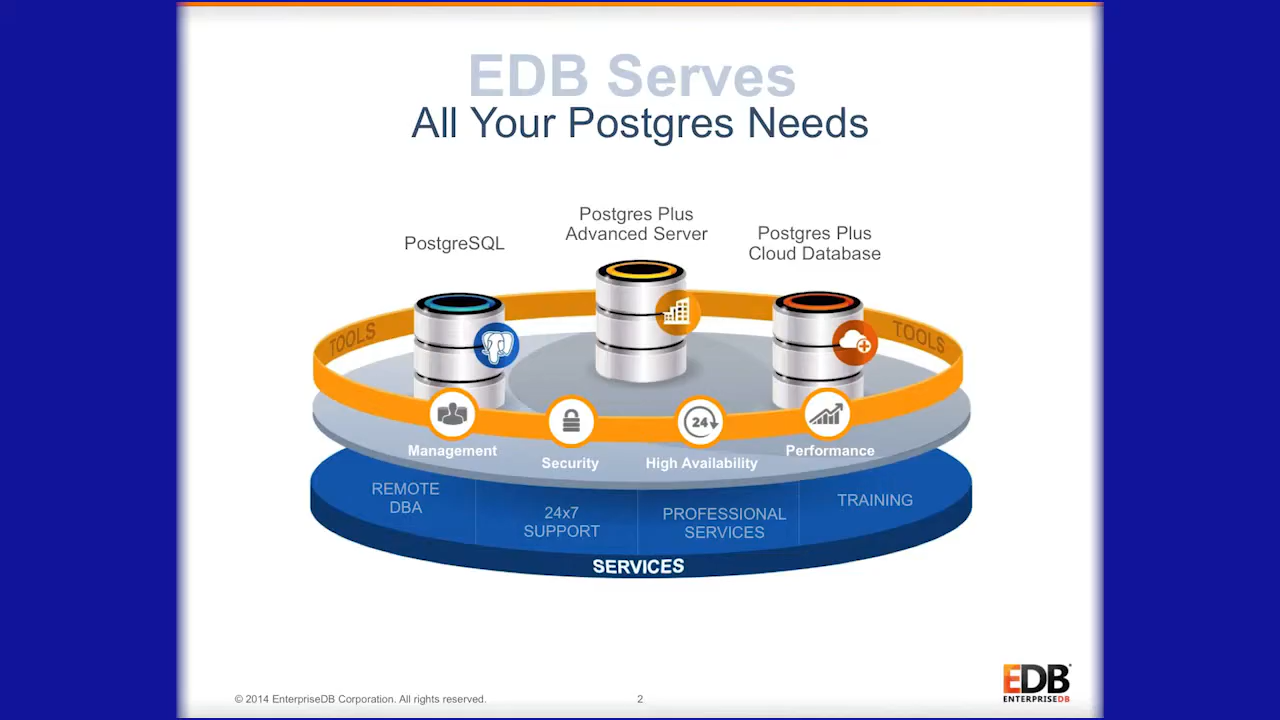 EDB Serves
All Your Postgres Needs
PostgreSQL
Postgres Plus
Advanced Server
Postgres Plus
Cloud Database
TOOLS
TOOLS
24
Management
Security
High Availability
Performance
REMOTE
DBA
24x7
SUPPORT
PROFESSIONAL
SERVICES
TRAINING
SERVICES
© 2014 EnterpriseDB Corporation. All rights reserved.
2
EDB
ENTERPRISEDB